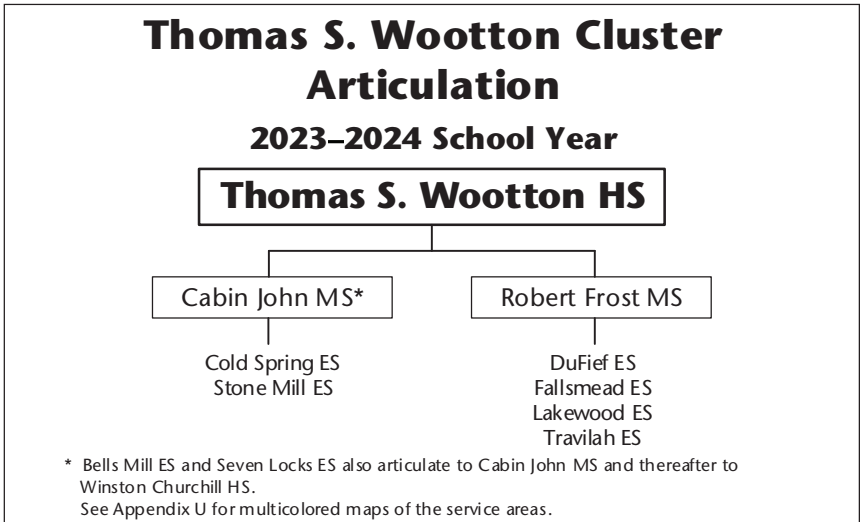 Thomas S. Wootton Cluster
Articulation
2023–2024 School Year
Thomas S. Wootton HS
Cabin John MS*
Robert Frost MS
Cold Spring ES
Stone Mill ES
DuFief ES
Fallsmead ES
Lakewood ES
Travilah ES
* Bells Mill ES and Seven Locks ES also articulate to Cabin John MS and thereafter to
Winston Churchill HS.
See Appendix U for multicolored maps of the service areas.